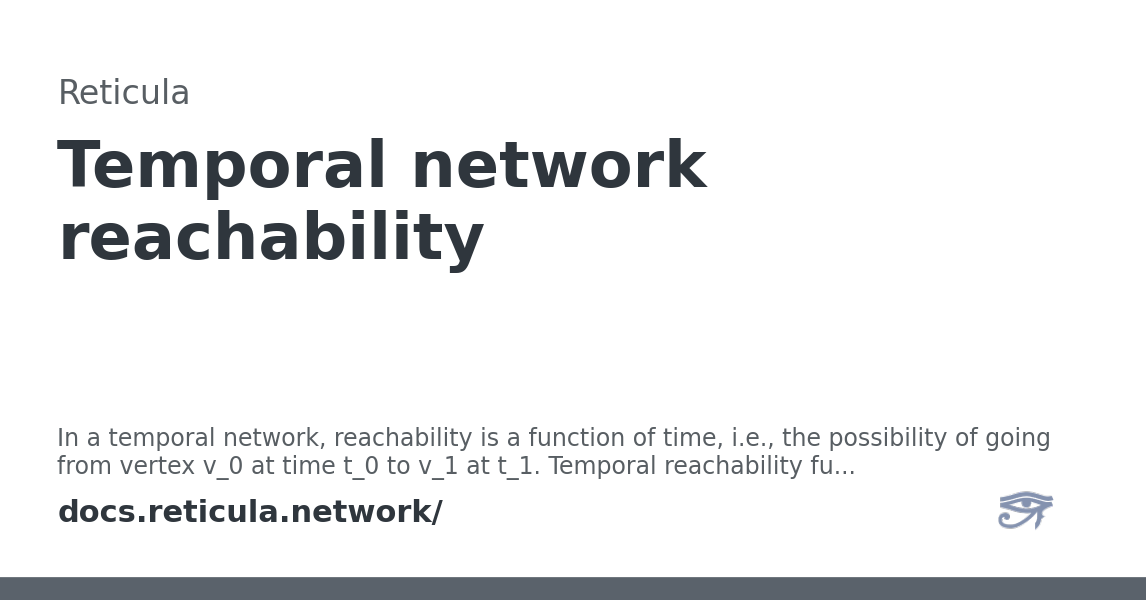 Reticula
Temporal network
reachability
In a temporal network, reachability is a function of time, i.e., the possibility of going
from vertex v_0 at time t_0 to v_1 at t_1. Temporal reachability fu...
docs.reticula.network/